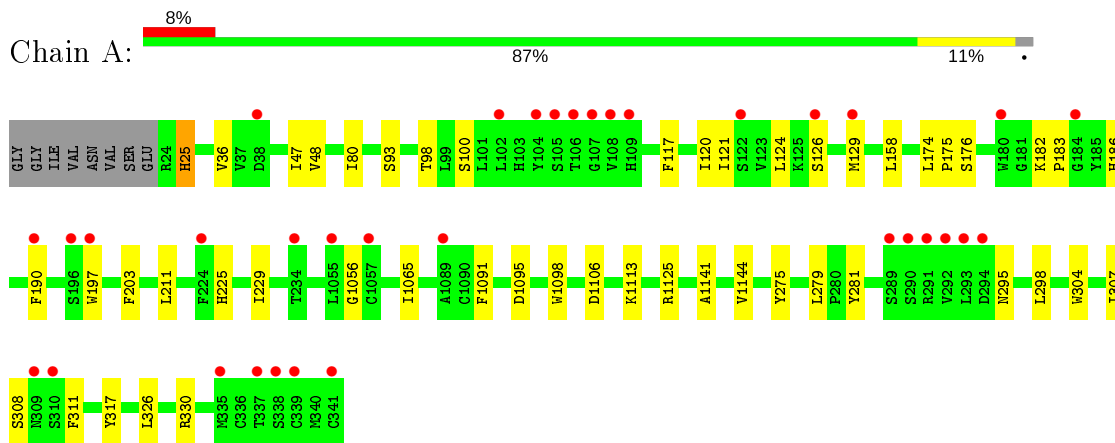 8%
Chain A:
87%
11%
•
GLY GLY ILE VAL ASN VAL SER GLU R24 H25 V36 V37 D38 I47 V48 I80 S93 T98 L99 S100 L101 L102 H103 Y104 S105 T106 G107 V108 H109 F117 I120 I121 S122 V123 L124 K125 S126 M129 L158 L174 P175 S176 W180 G181 K182 P183 G184 Y185 H186
F190 S196 W197 F203 L211 F224 H225 I229 T234 L1055 G1056 C1057 I1065 A1089 C1090 F1091 D1095 W1098 D1106 K1113 R1125 A1141 V1144 Y275 L279 P280 Y281 S289 S290 R291 V292 L293 D294 N295 L298 W304
S308 N309 S310 F311 Y317 L326 R330 M335 C336 T337 S338 C339 M340 C341